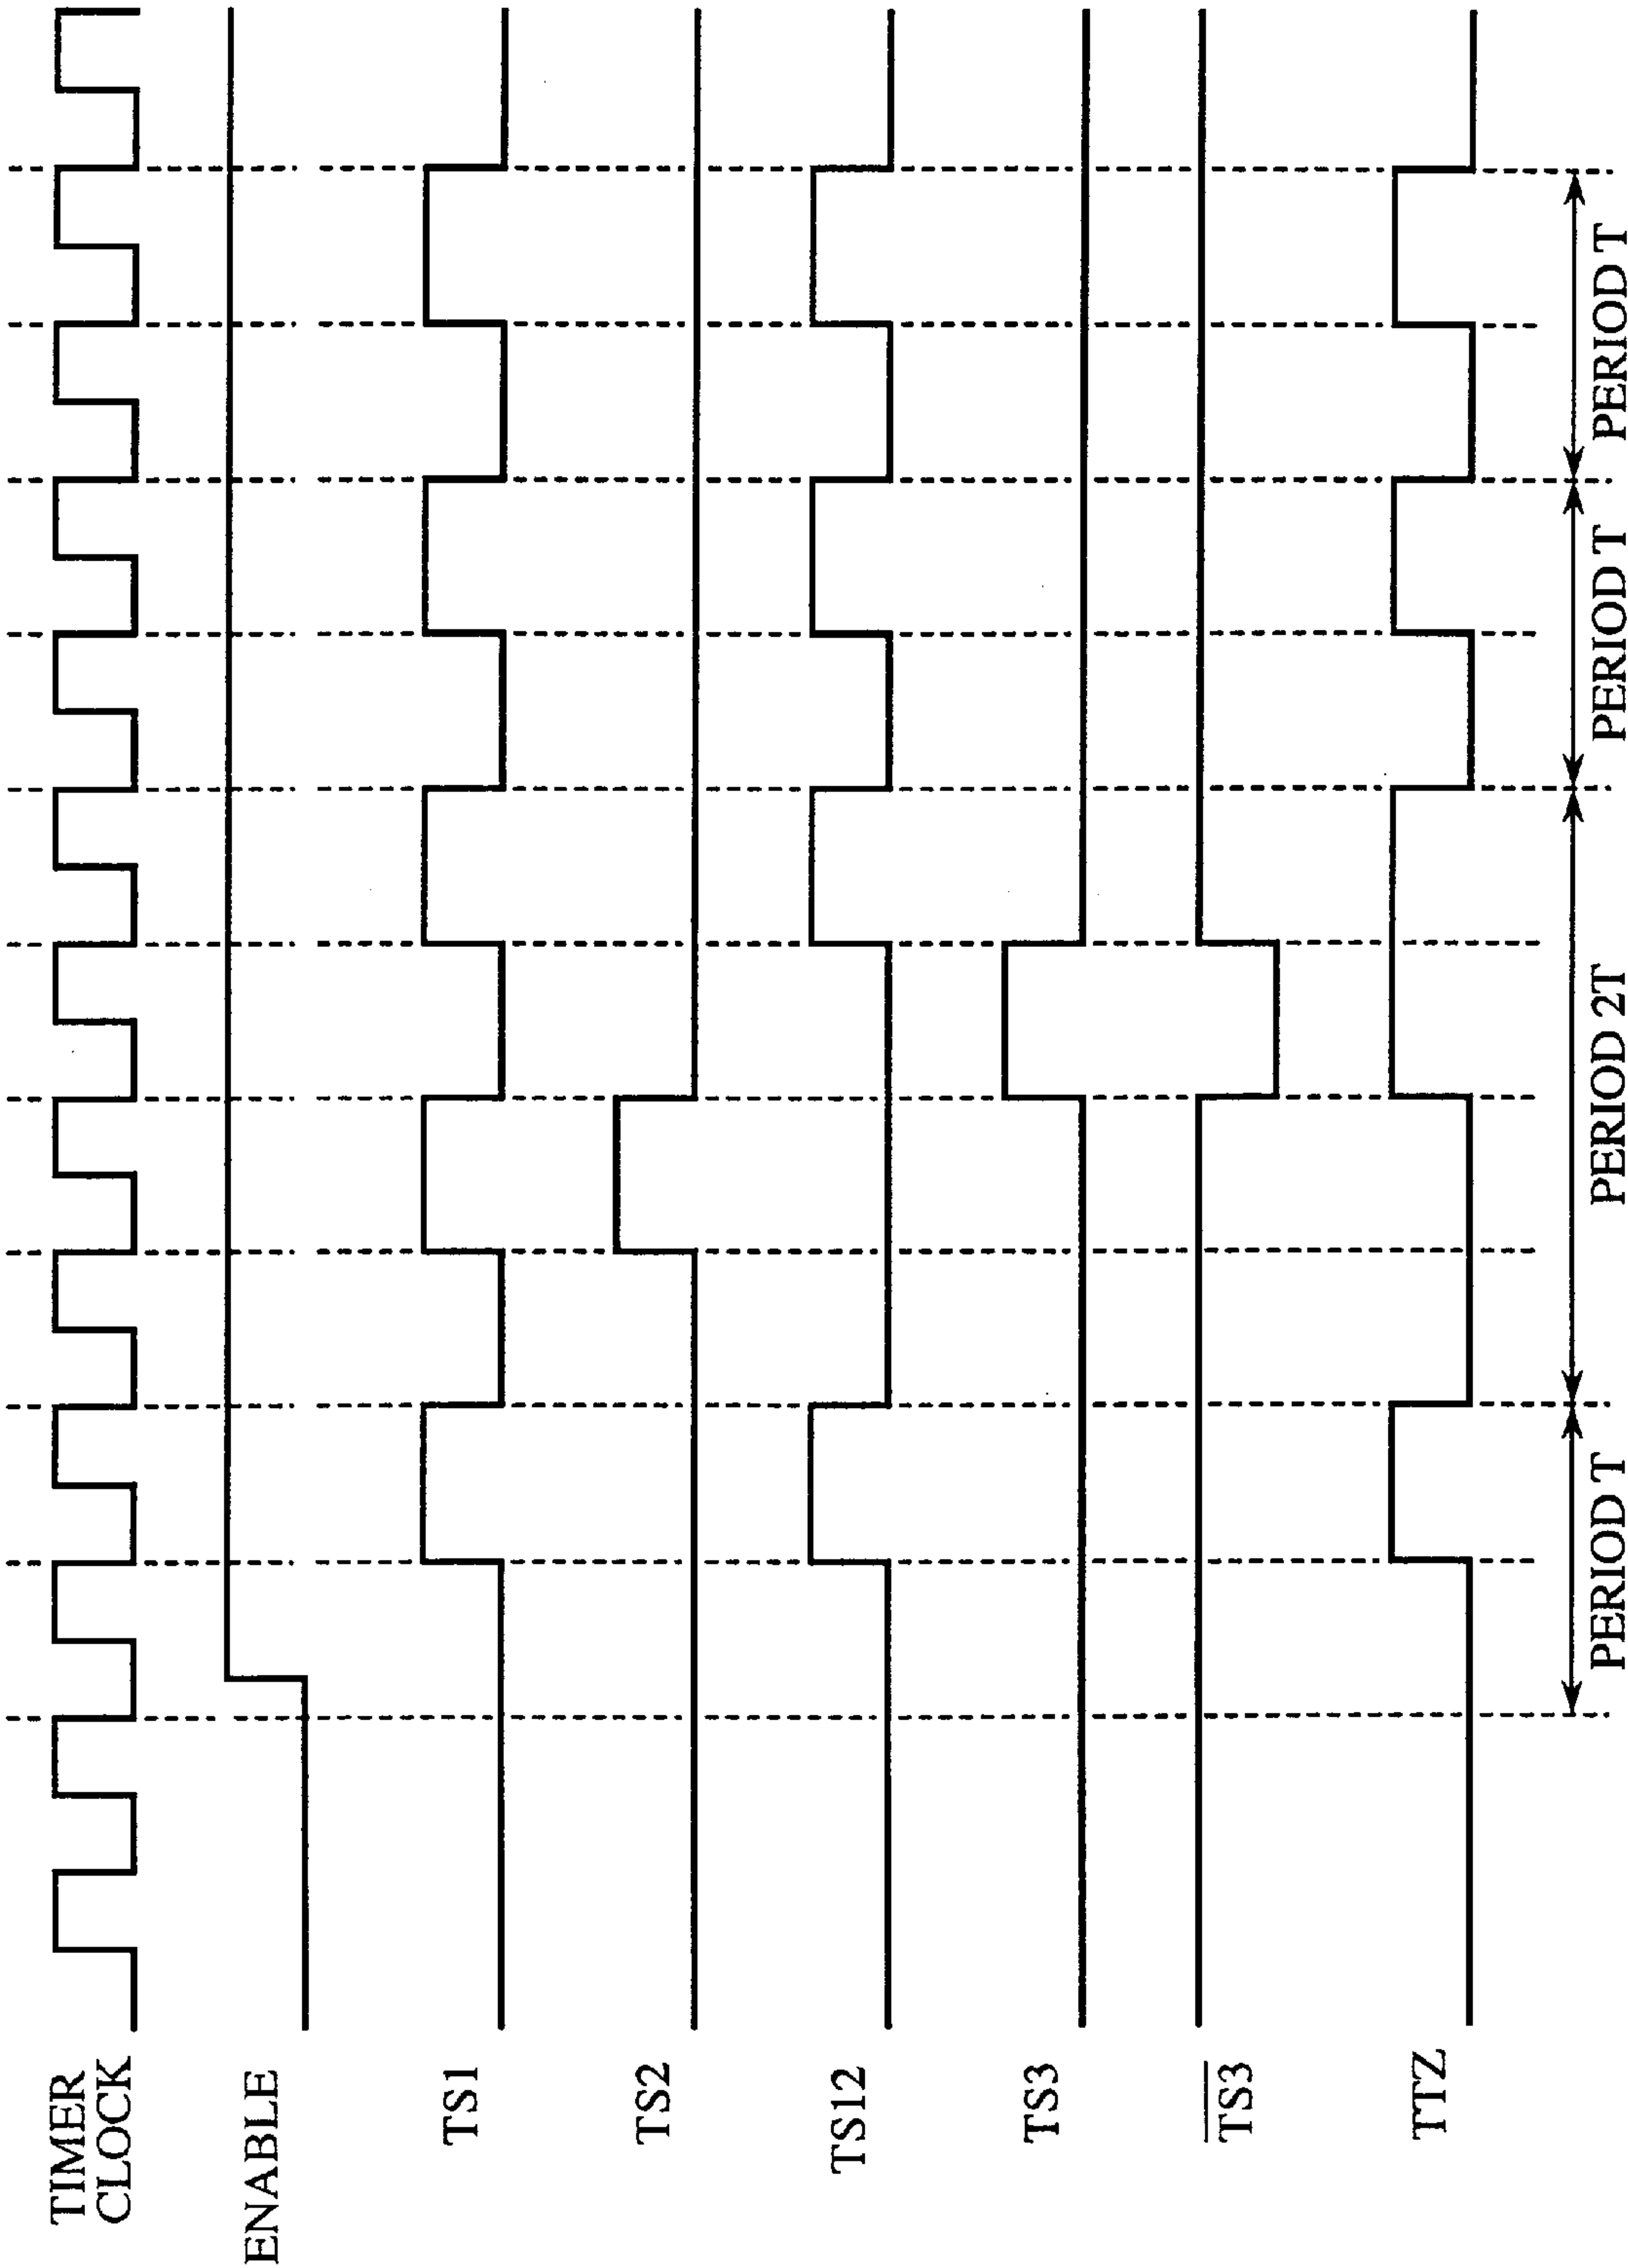 TIMER
CLOCK
ENABLE
TS1
TS2
TS12
TS3
TS3
TTZ
PERIOD T
PERIOD 2T
PERIOD T
PERIOD T